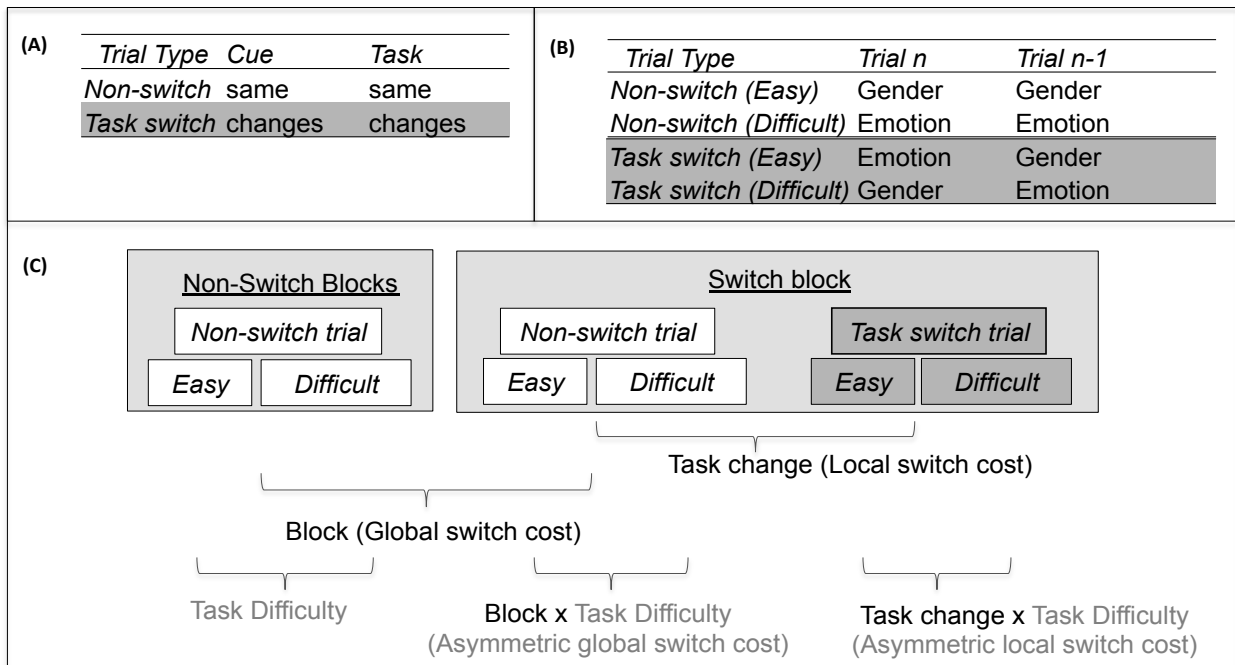 (A)
Trial Type Cue Task
Non-switch same same
Task switch changes changes
(B)
Trial Type Trial n Trial n-1
Non-switch (Easy) Gender Gender
Non-switch (Difficult) Emotion Emotion
Task switch (Easy) Emotion Gender
Task switch (Difficult) Gender Emotion
(C)
Non-Switch Blocks
Non-switch trial
Easy Difficult
Switch block
Non-switch trial Task switch trial
Easy Difficult Easy Difficult
Task change (Local switch cost)
Block (Global switch cost)
Task Difficulty
Block x Task Difficulty
(Asymmetric global switch cost)
Task change x Task Difficulty
(Asymmetric local switch cost)